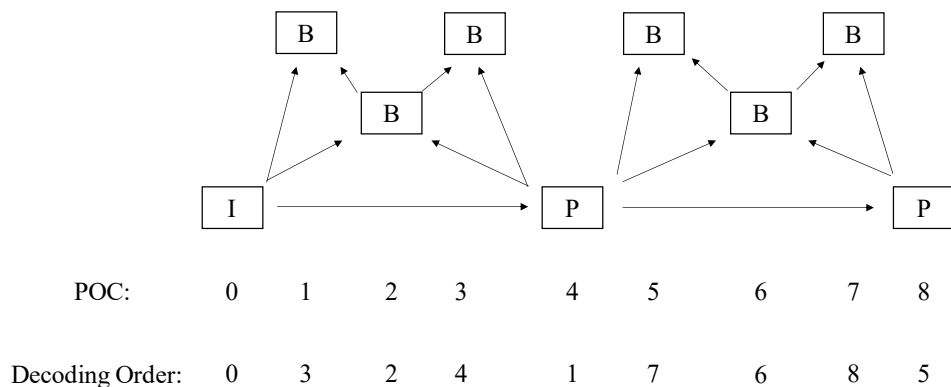 B B B B
B B
I P P
POC: 0 1 2 3 4 5 6 7 8
Decoding Order: 0 3 2 4 1 7 6 8 5